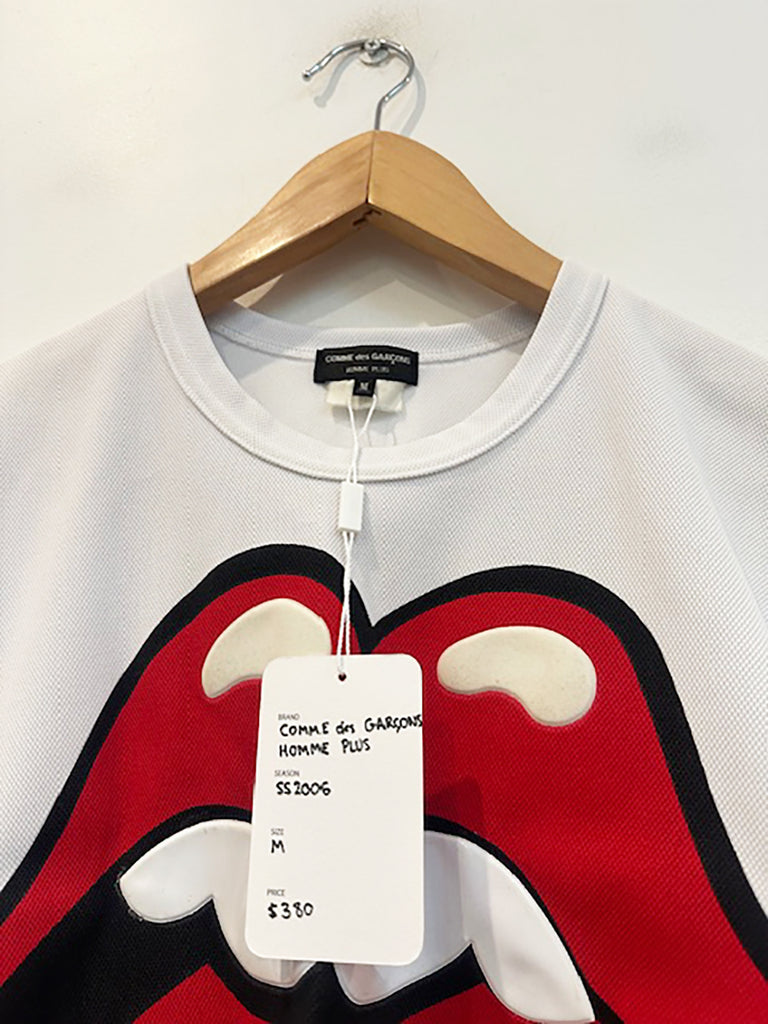 COMME des GARÇONS
HOMME PLUS
M
BRAND
COMME des GARÇONS
HOMME PLUS
SEASON
SS2006
SIZE
M
PRICE
$380